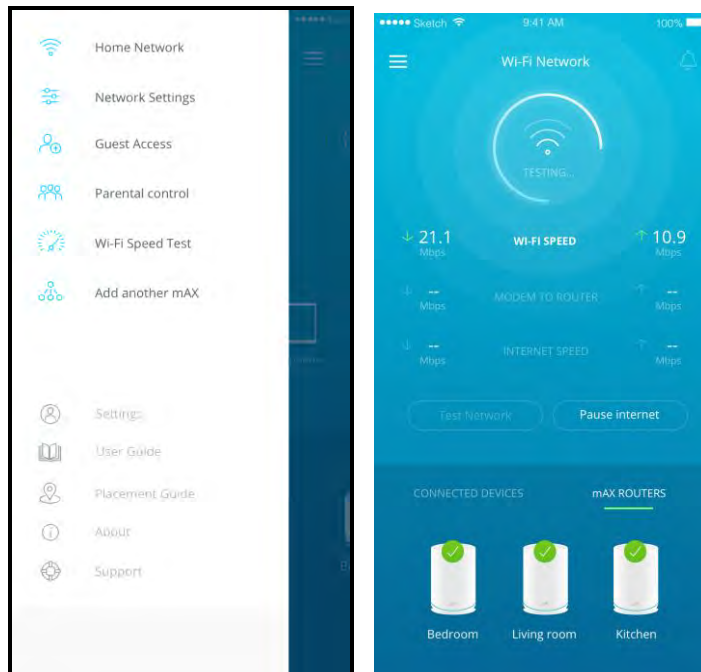 Home Network
Network Settings
Guest Access
Parental control
Wi-Fi Speed Test
Add another mAX
Settings
User Guide
Placement Guide
About
Support
Sketch 9:41 AM 100%
Wi-Fi Network
TESTING...
21.1 WI-FI SPEED 10.9
Mbps Mbps
-- MODEM TO ROUTER --
Mbps Mbps
-- INTERNET SPEED --
Mbps Mbps
Test Network Pause internet
CONNECTED DEVICES mAX ROUTERS
Bedroom Living room Kitchen